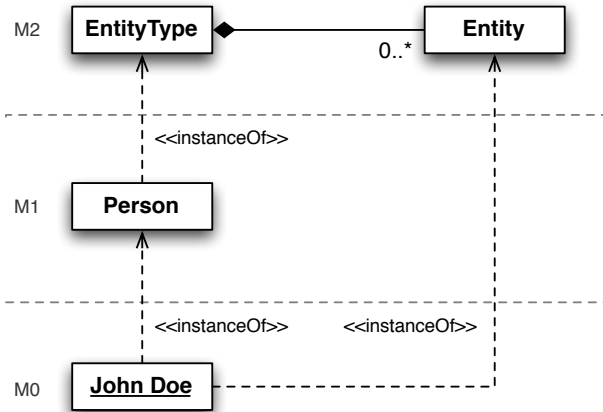 M2
EntityType
Entity
0..*
<<instanceOf>>
M1
Person
<<instanceOf>>
<<instanceOf>>
M0
John Doe